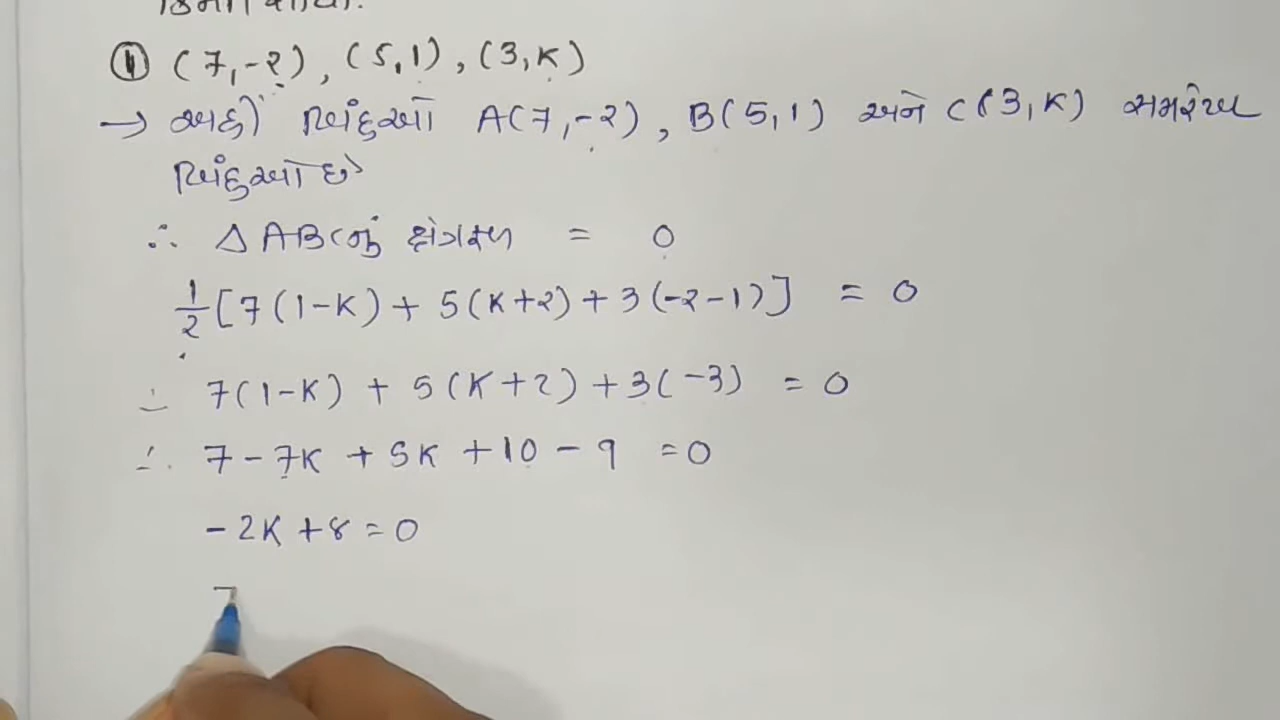 ① (7,-2), (5,1), (3,K)
→ અહીં બિંદુઓ A(7,-2), B(5,1) અને C(3,K) સમરેખ
બિંદુઓ છે
∴ △ABCનું ક્ષેત્રફળ = 0
1/2 [7(1-K) + 5(K+2) + 3(-2-1)] = 0
∴ 7(1-K) + 5(K+2) + 3(-3) = 0
∴ 7-7K + 5K +10 - 9 = 0
-2K +8 = 0